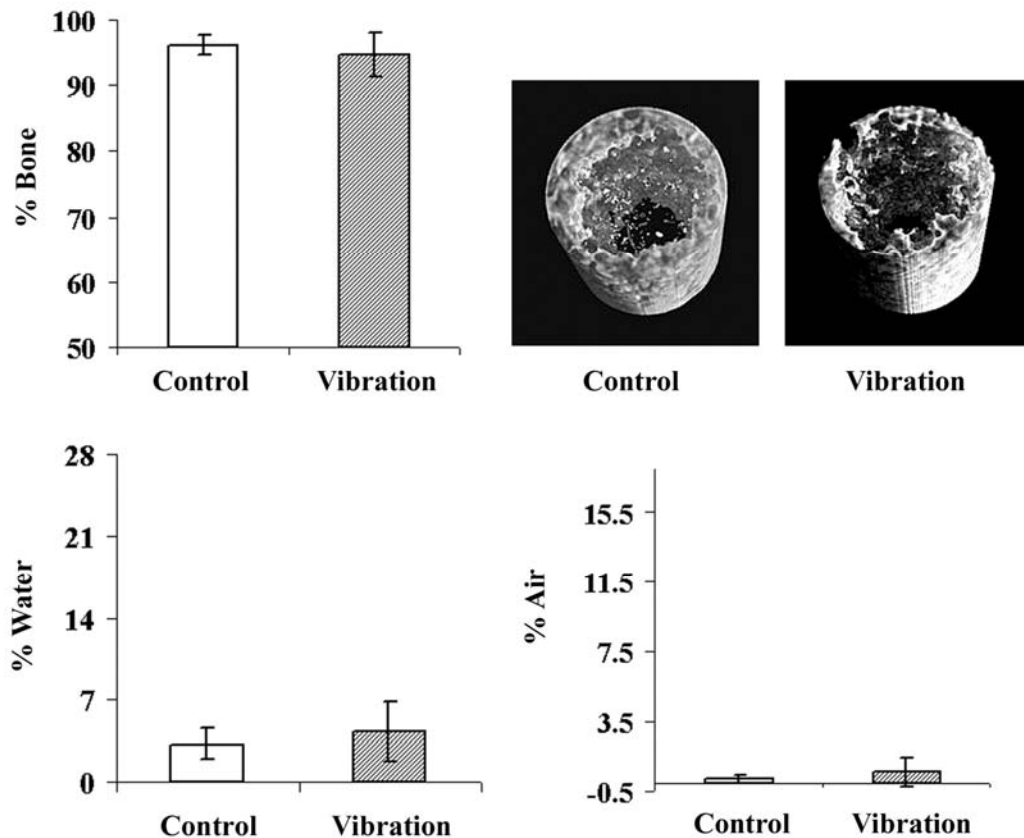 100
90
80
70
60
50
% Bone
Control Vibration
Control
Vibration
28
21
14
7
0
% Water
Control Vibration
15.5
11.5
7.5
3.5
-0.5
% Air
Control Vibration